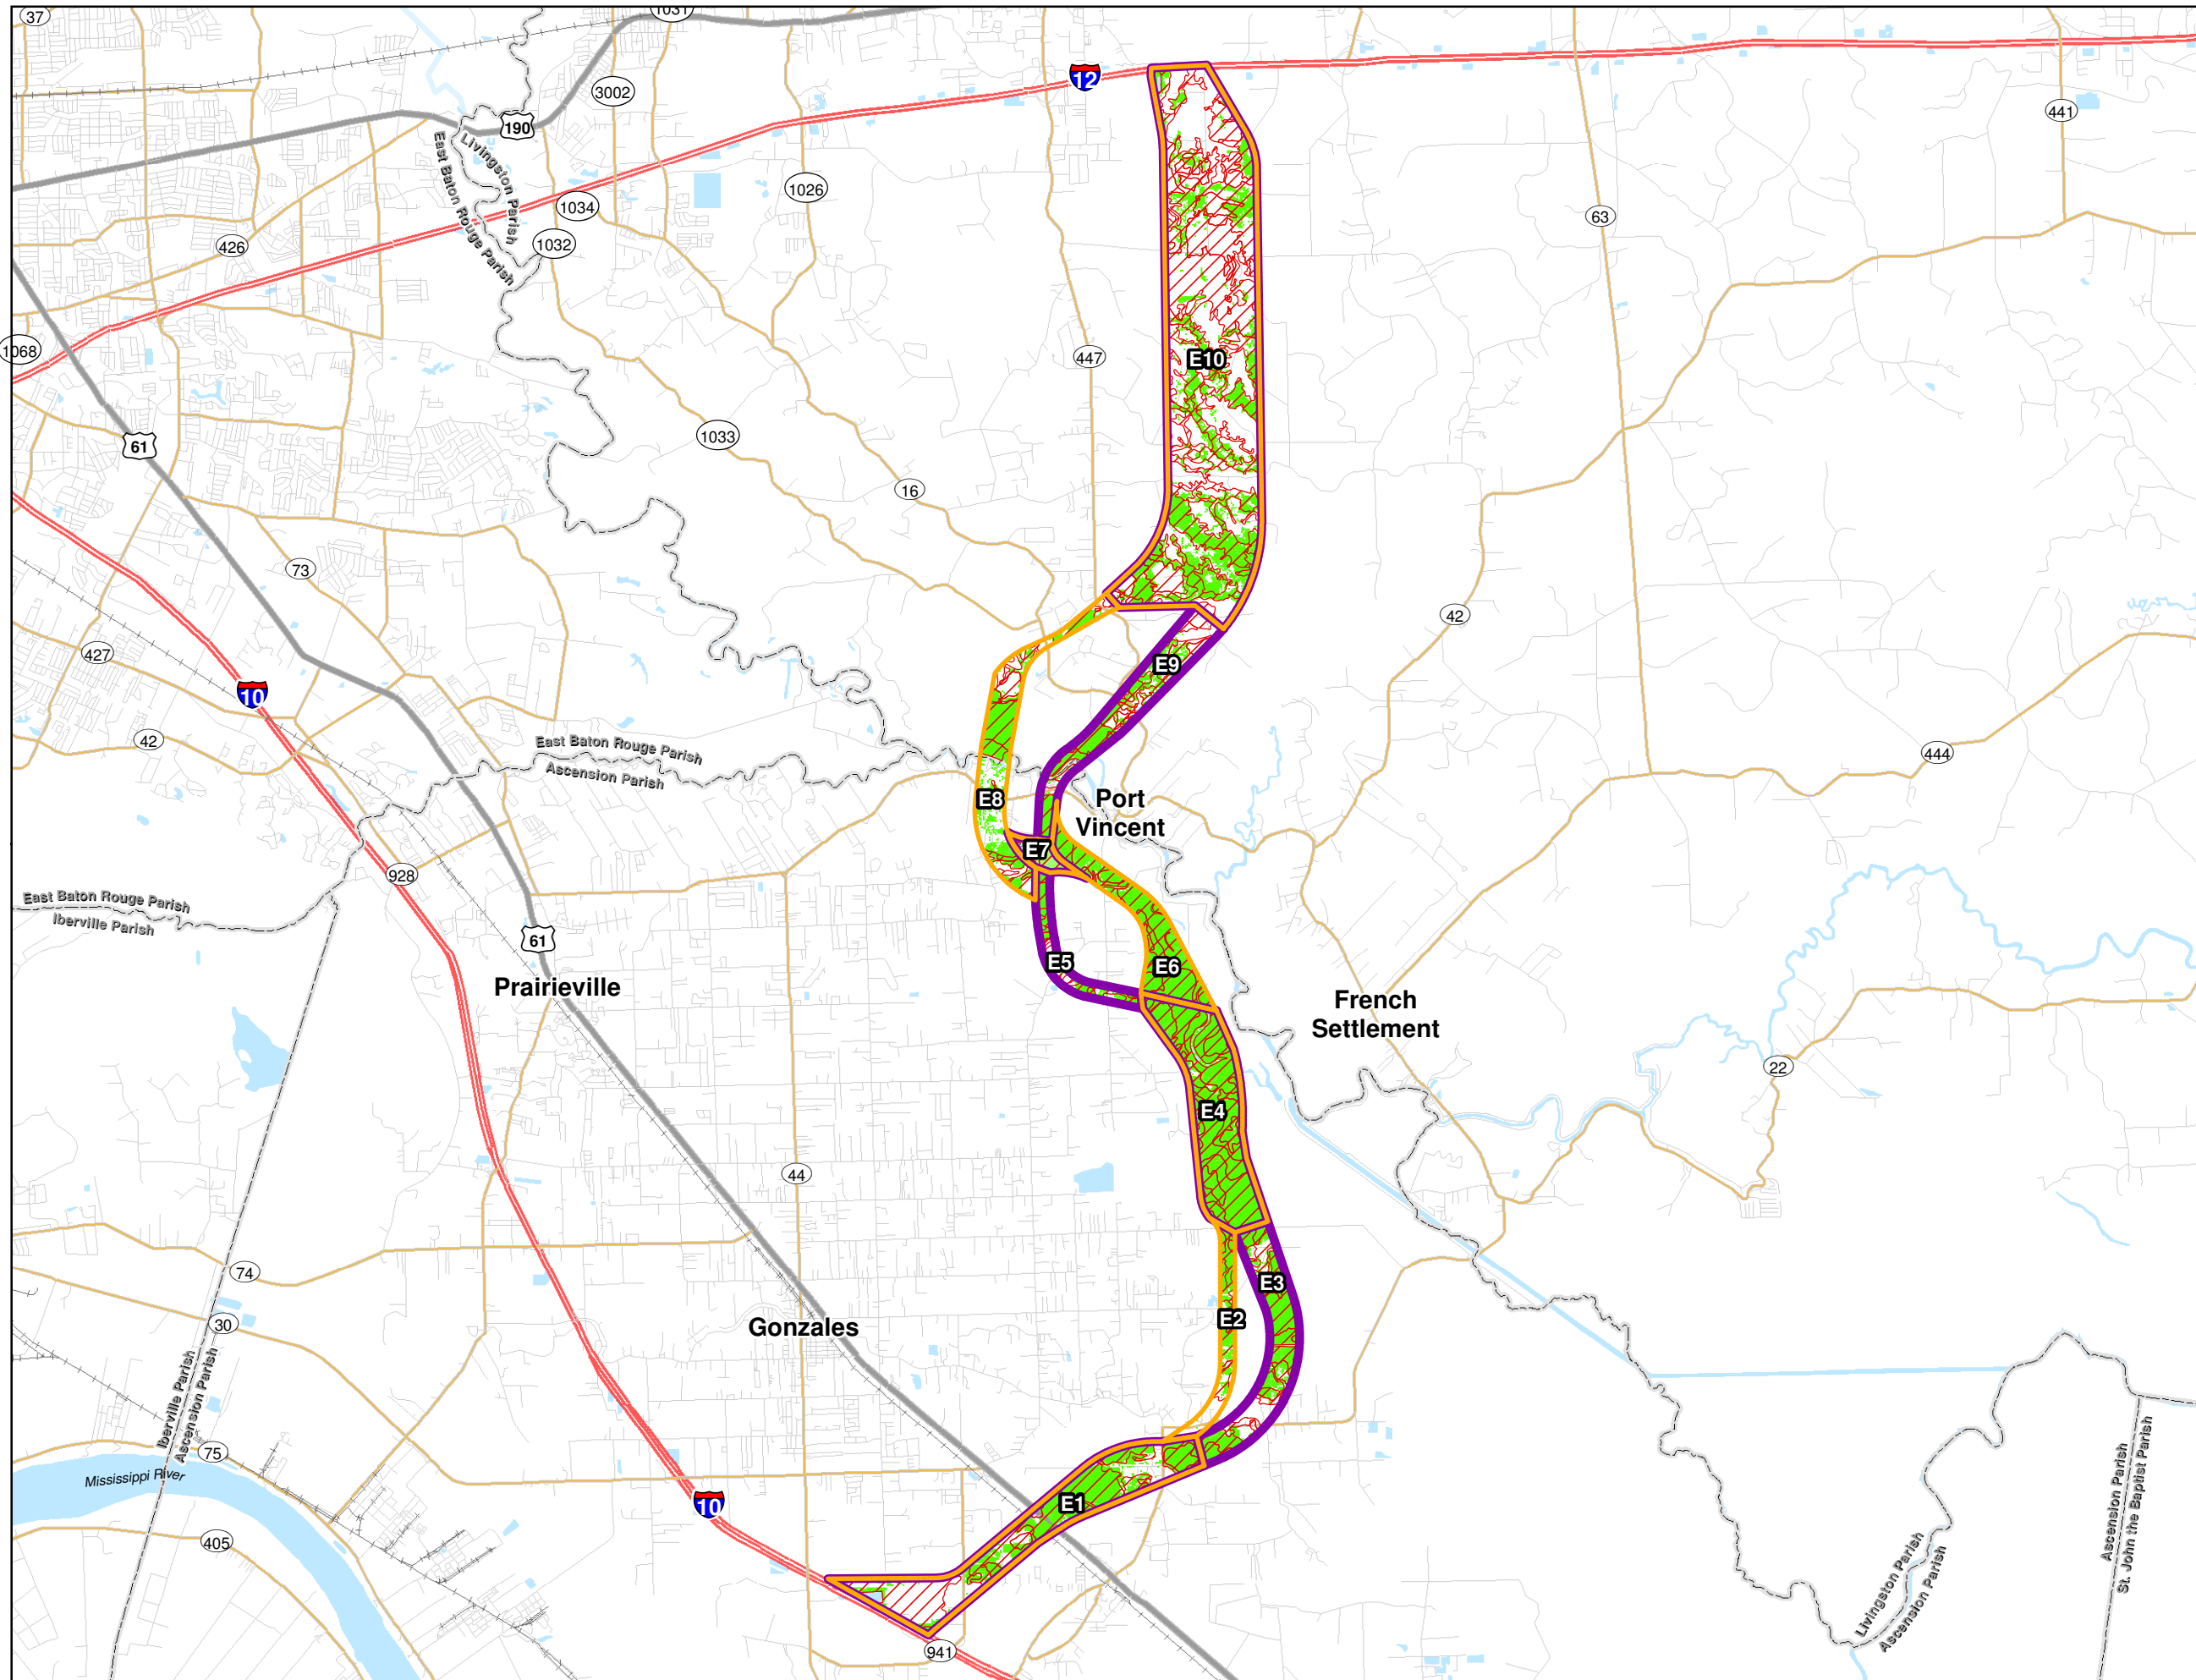 37
1031
12
3002
190
441
East Baton Rouge Parish
Livingston Parish
1026
1034
63
426
1032
1068
447
E10
61
1033
16
73
42
427
E9
10
42
East Baton Rouge Parish
Ascension Parish
444
E8
Port
Vincent
E7
928
East Baton Rouge Parish
Iberville Parish
61
E5
E6
Prairieville
French
Settlement
22
E4
44
74
E3
E2
30
Gonzales
Iberville Parish
Ascension Parish
75
Mississippi River
10
E1
405
941
Livingston Parish
Ascension Parish
Ascension Parish
St. John the Baptist Parish